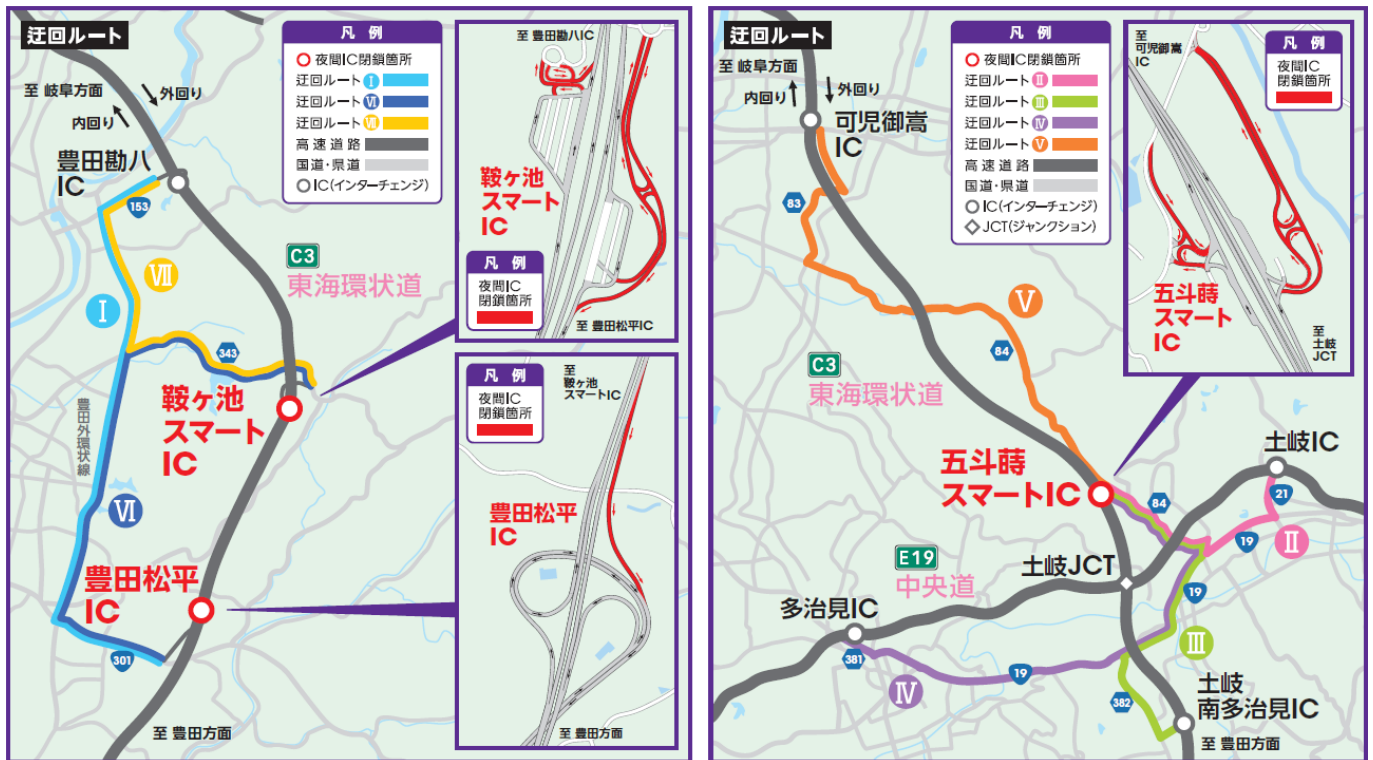 迂回ルート
凡例
夜間IC閉鎖箇所
迂回ルート Ⅰ
迂回ルート Ⅵ
迂回ルート Ⅶ
高速道路
国道・県道
IC(インターチェンジ)
至 岐阜方面
外回り
内回り
豊田勘八
IC
153
C3
東海環状道
Ⅶ
Ⅰ
343
鞍ヶ池
スマート
IC
豊田外環状線
Ⅵ
豊田松平
IC
301
至 豊田方面
至 豊田勘八IC
鞍ヶ池
スマート
IC
凡例
夜間IC
閉鎖箇所
至 豊田松平IC
凡例
夜間IC
閉鎖箇所
至
鞍ヶ池
スマートIC
豊田松平
IC
至 豊田方面
迂回ルート
至 岐阜方面
内回り
外回り
可児御嵩
IC
凡例
夜間IC閉鎖箇所
迂回ルート Ⅱ
迂回ルート Ⅲ
迂回ルート Ⅳ
迂回ルート Ⅴ
高速道路
国道・県道
IC(インターチェンジ)
JCT(ジャンクション)
至
可児御嵩
IC
凡例
夜間IC
閉鎖箇所
五斗蒔
スマート
IC
至
土岐
JCT
83
Ⅴ
84
C3
東海環状道
五斗蒔
スマートIC
84
土岐IC
21
19
Ⅱ
E19
中央道
土岐JCT
19
多治見IC
381
Ⅳ
19
Ⅲ
382
土岐
南多治見IC
至 豊田方面